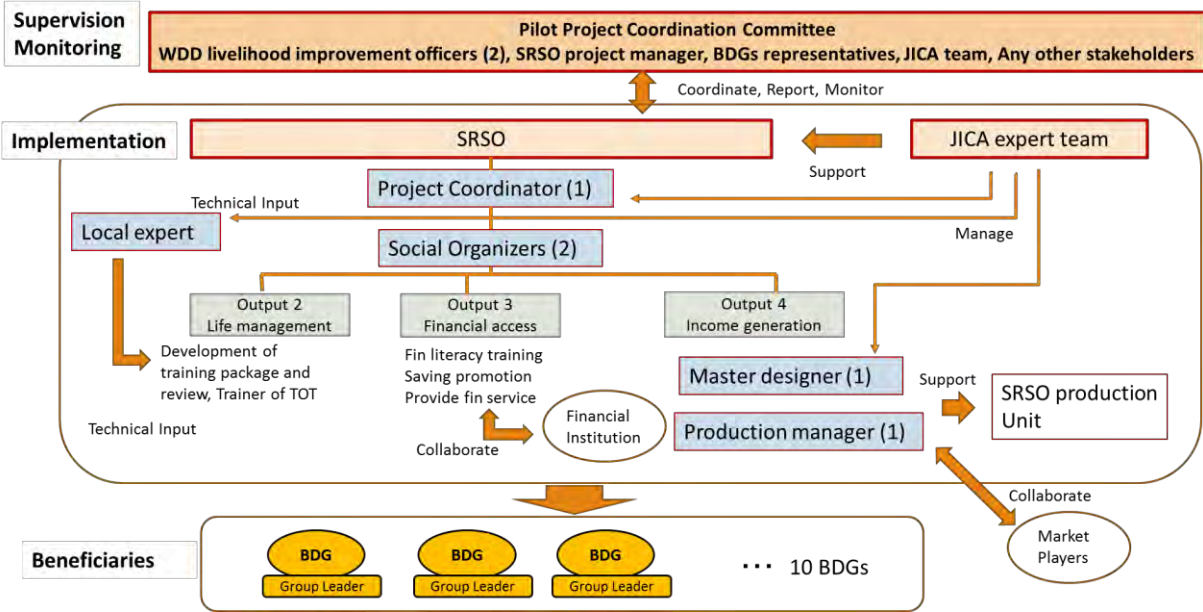 Supervision
Monitoring
Pilot Project Coordination Committee
WDD livelihood improvement officers (2), SRSO project manager, BDGs representatives, JICA team, Any other stakeholders
Coordinate, Report, Monitor
Implementation
SRSO
JICA expert team
Support
Project Coordinator (1)
Technical Input
Local expert
Manage
Social Organizers (2)
Output 2
Life management
Output 3
Financial access
Output 4
Income generation
Development of
training package and
review, Trainer of TOT
Fin literacy training
Saving promotion
Provide fin service
Master designer (1)
Support
SRSO production
Unit
Technical Input
Collaborate
Financial
Institution
Production manager (1)
Collaborate
Market
Players
Beneficiaries
BDG
Group Leader
BDG
Group Leader
BDG
Group Leader
... 10 BDGs